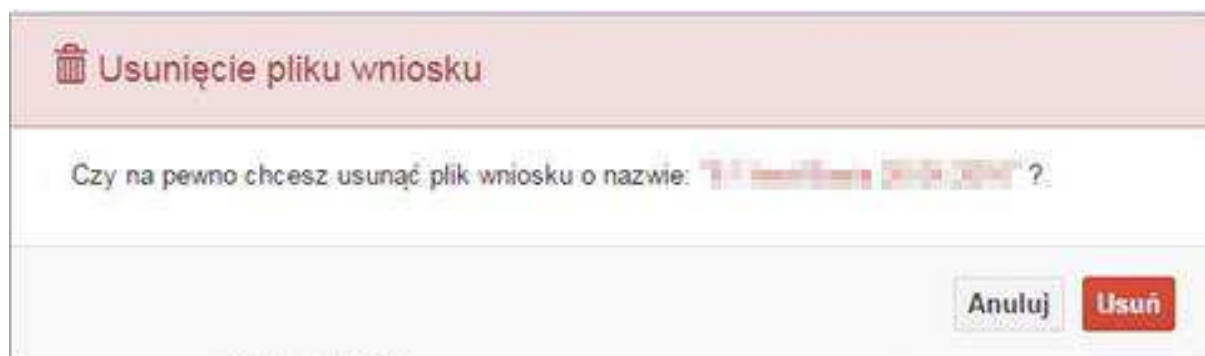 Usunięcie pliku wniosku
Czy na pewno chcesz usunąć plik wniosku o nazwie: ?
Anuluj Usuń